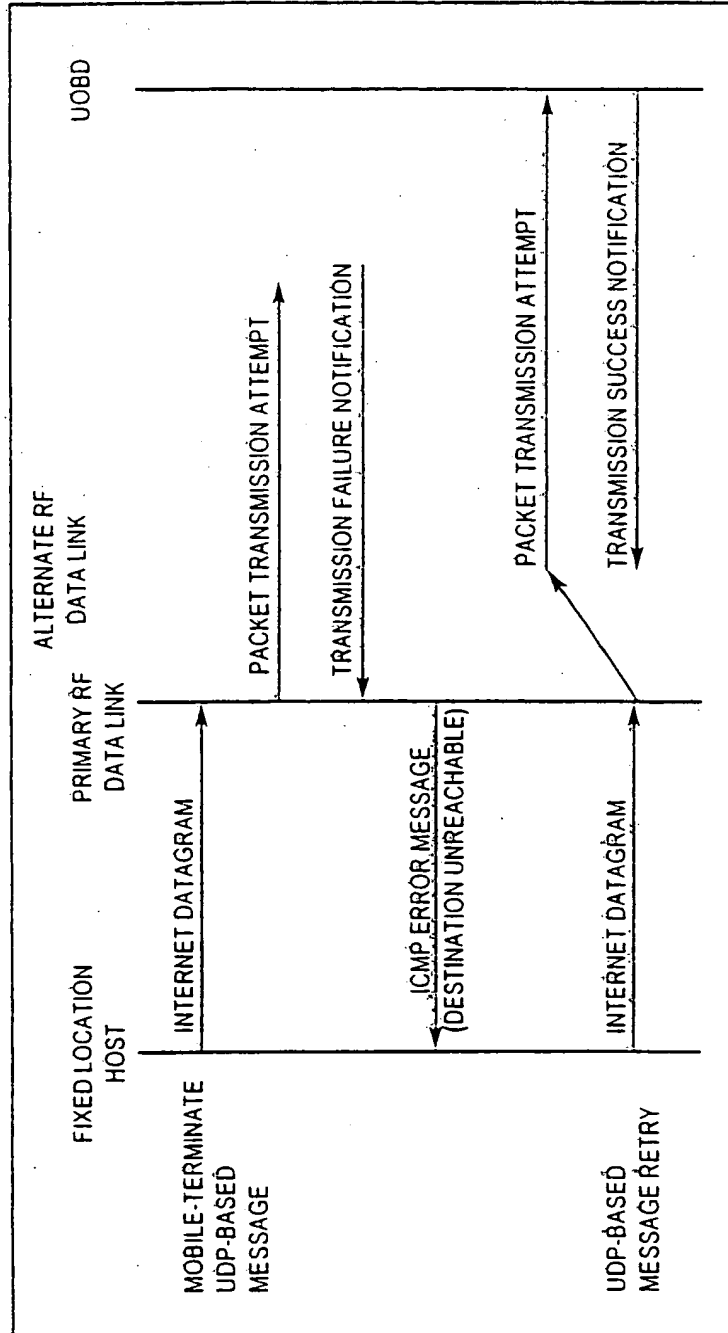 FIXED LOCATION
HOST
PRIMARY RF
DATA LINK
ALTERNATE RF
DATA LINK
UOBD
MOBILE-TERMINATE
UDP-BASED
MESSAGE
INTERNET DATAGRAM
PACKET TRANSMISSION ATTEMPT
TRANSMISSION FAILURE NOTIFICATION
ICMP ERROR MESSAGE
(DESTINATION UNREACHABLE)
UDP-BASED
MESSAGE RETRY
INTERNET DATAGRAM
PACKET TRANSMISSION ATTEMPT
TRANSMISSION SUCCESS NOTIFICATION